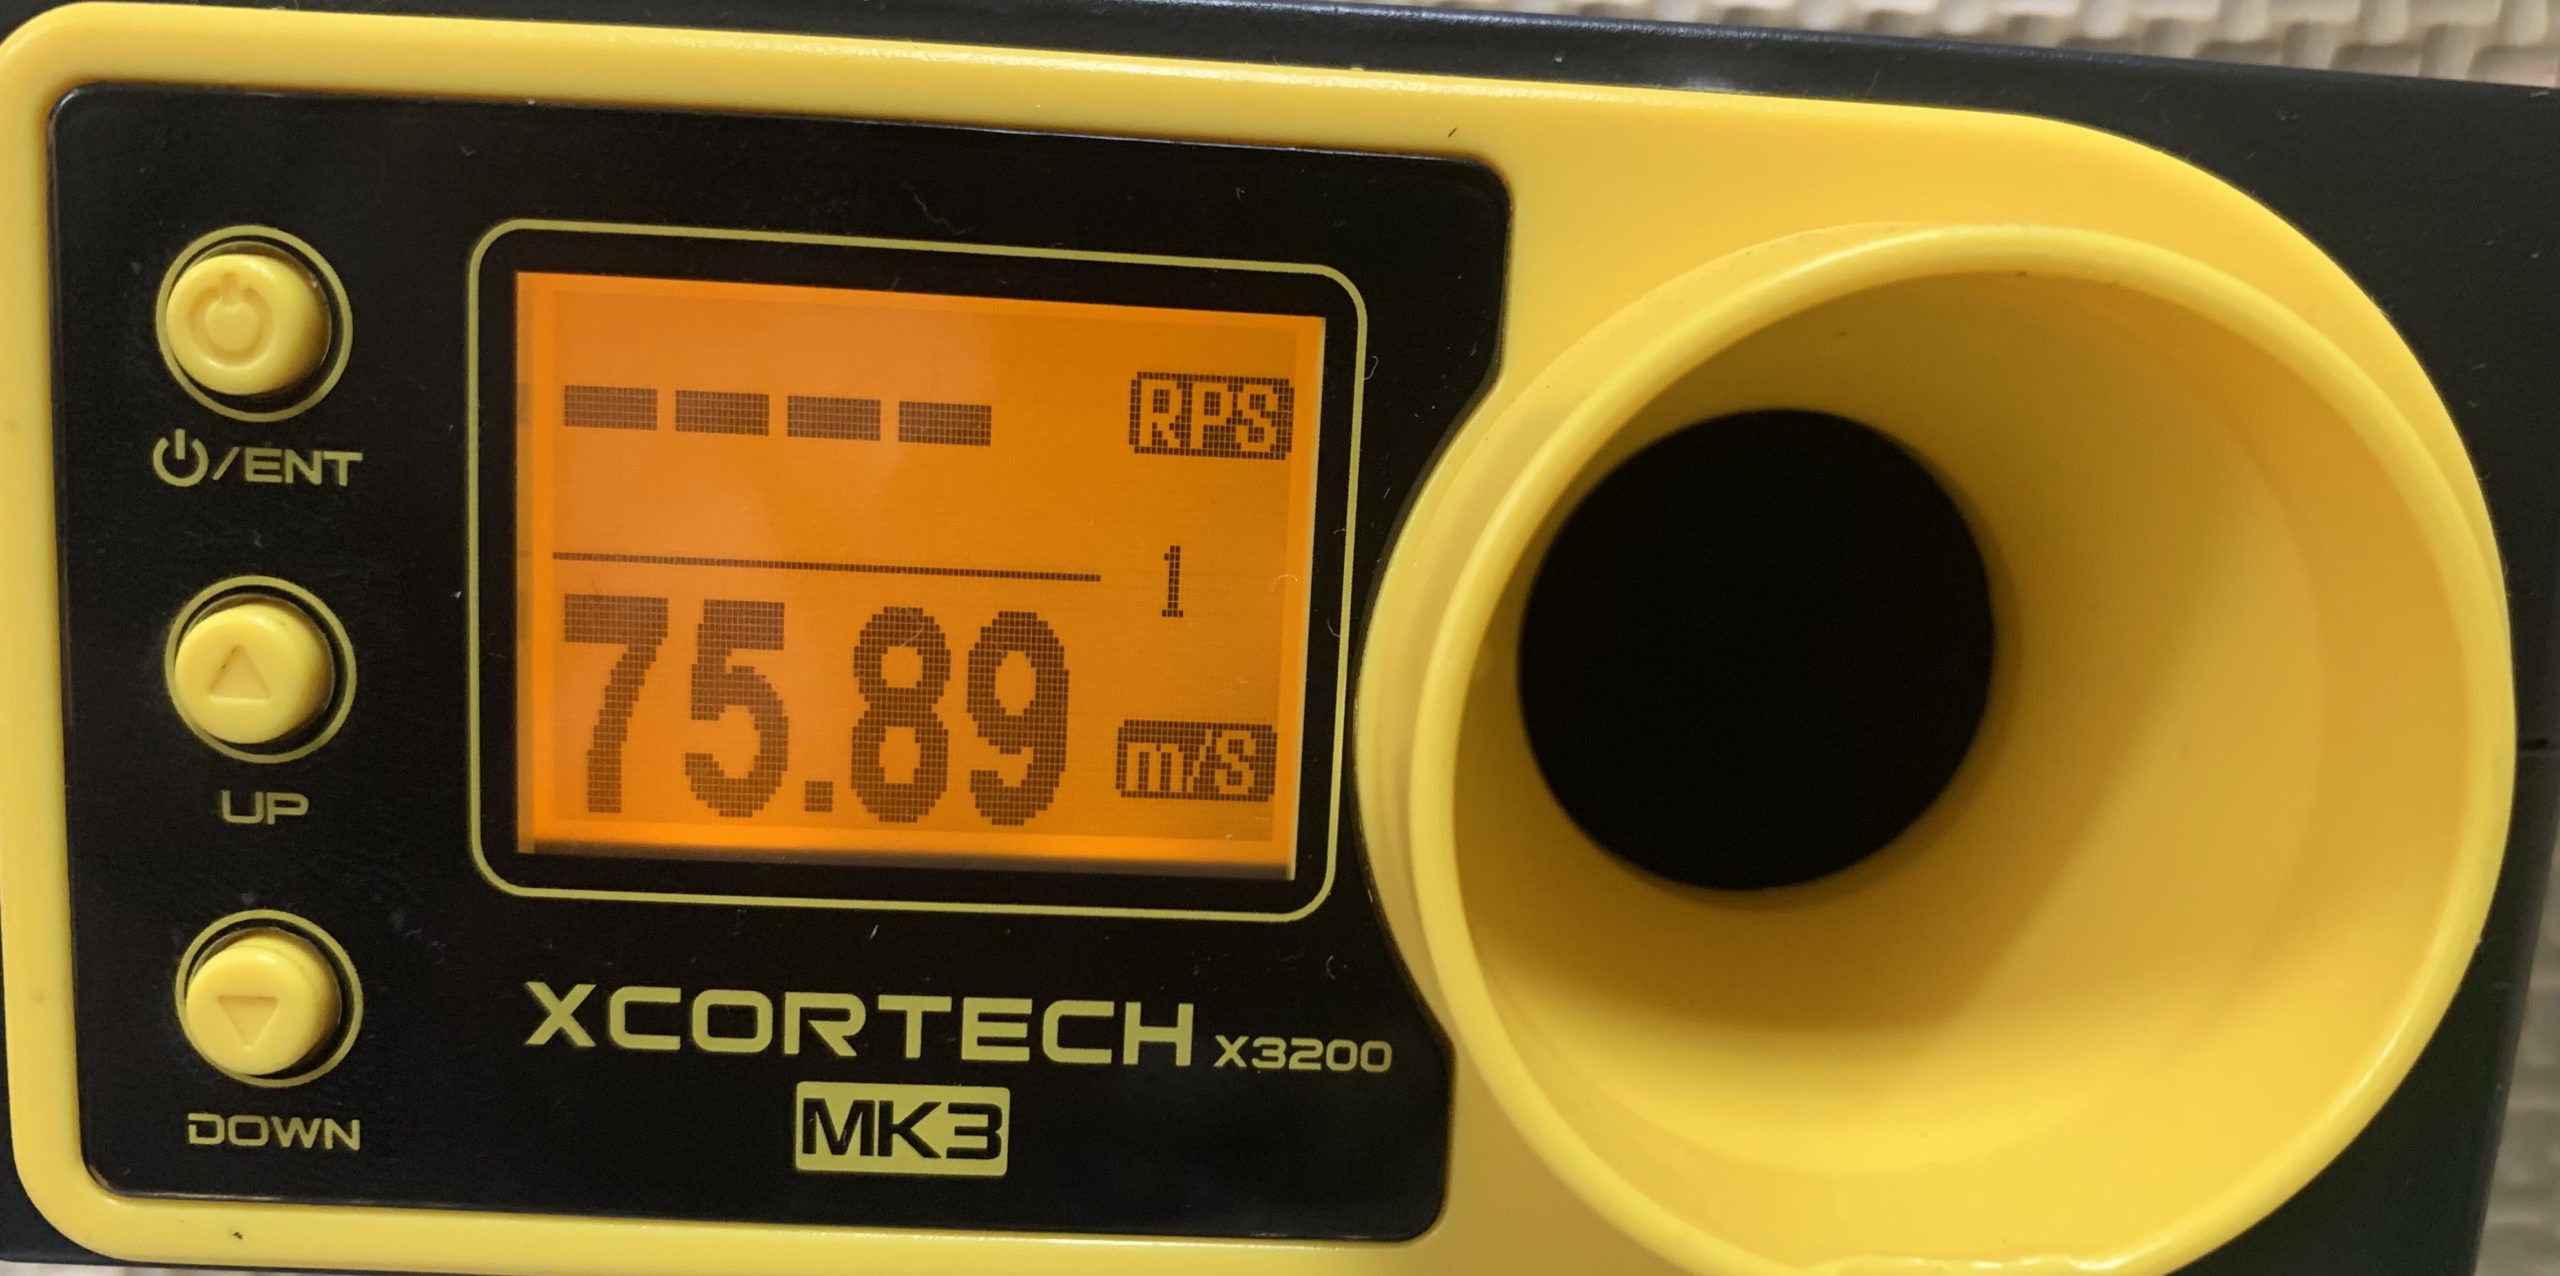 ---- RPS
1
75.89 m/S
⏻/ENT
UP
DOWN
XCORTECH X3200
MK3